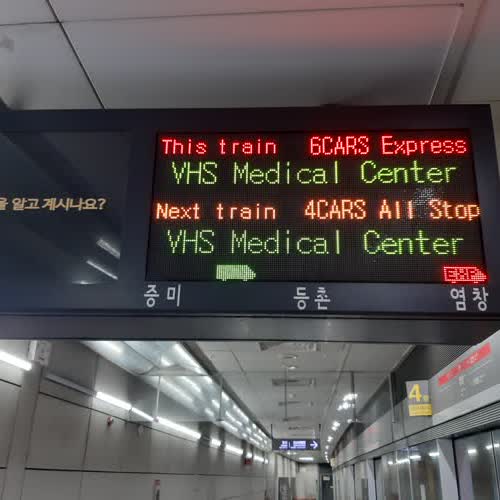 This train 6CARS Express
VHS Medical Center
을 알고 계시나요?
Next train 4CARS All Stop
VHS Medical Center
EXP
증미 등촌 염창
4